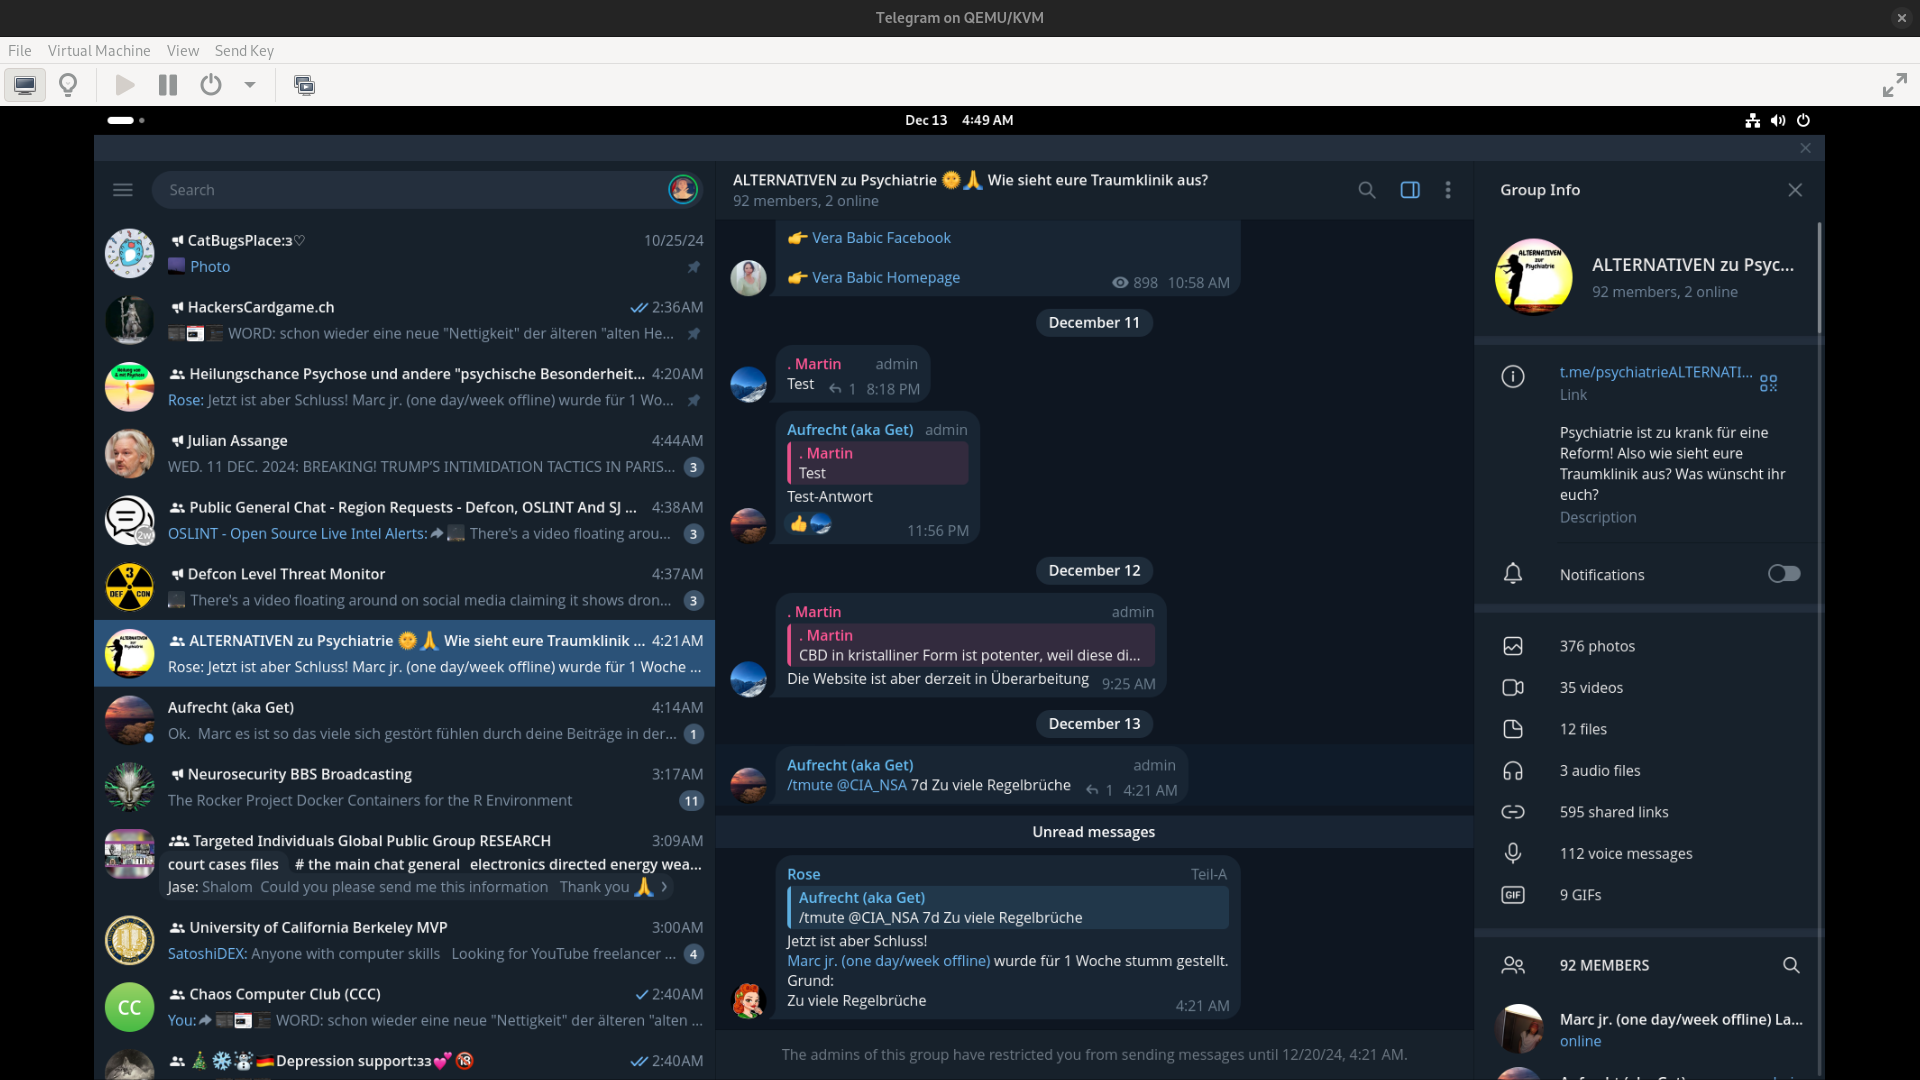 Telegram on QEMU/KVM
File Virtual Machine View Send Key
Dec 13 4:49 AM
Search
CatBugsPlace:3♡ 10/25/24
Photo
HackersCardgame.ch 2:36AM
WORD: schon wieder eine neue "Nettigkeit" der älteren "alten He...
Heilungschance Psychose und andere "psychische Besonderheit... 4:20AM
Rose: Jetzt ist aber Schluss! Marc jr. (one day/week offline) wurde für 1 Wo...
Julian Assange 4:44AM
WED. 11 DEC. 2024: BREAKING! TRUMP'S INTIMIDATION TACTICS IN PARIS... 3
Public General Chat - Region Requests - Defcon, OSLINT And SJ ... 4:38AM
2w
OSLINT - Open Source Live Intel Alerts: There's a video floating arou... 3
Defcon Level Threat Monitor 4:37AM
3
DEF CON
There's a video floating around on social media claiming it shows dron... 3
ALTERNATIVEN zu Psychiatrie 🌞🙏 Wie sieht eure Traumklinik ... 4:21AM
Rose: Jetzt ist aber Schluss! Marc jr. (one day/week offline) wurde für 1 Woche ...
Aufrecht (aka Get) 4:14AM
Ok. Marc es ist so das viele sich gestört fühlen durch deine Beiträge in der... 1
Neurosecurity BBS Broadcasting 3:17AM
The Rocker Project Docker Containers for the R Environment 11
Targeted Individuals Global Public Group RESEARCH 3:09AM
court cases files # the main chat general electronics directed energy wea...
Jase: Shalom Could you please send me this information Thank you 🙏 >
University of California Berkeley MVP 3:00AM
SatoshiDEX: Anyone with computer skills Looking for YouTube freelancer ... 4
CC
Chaos Computer Club (CCC) 2:40AM
You: WORD: schon wieder eine neue "Nettigkeit" der älteren "alten ...
🎄❄️☃️🇩🇪Depression support:ɜɜ💕🔞 2:40AM
ALTERNATIVEN zu Psychiatrie 🌞🙏 Wie sieht eure Traumklinik aus?
92 members, 2 online
👉 Vera Babic Facebook
👉 Vera Babic Homepage
898 10:58 AM
December 11
. Martin admin
Test 1 8:18 PM
Aufrecht (aka Get) admin
. Martin
Test
Test-Antwort
👍
11:56 PM
December 12
. Martin admin
. Martin
CBD in kristalliner Form ist potenter, weil diese di...
Die Website ist aber derzeit in Überarbeitung 9:25 AM
December 13
Aufrecht (aka Get) admin
/tmute @CIA_NSA 7d Zu viele Regelbrüche 1 4:21 AM
Unread messages
Rose Teil-A
Aufrecht (aka Get)
/tmute @CIA_NSA 7d Zu viele Regelbrüche
Jetzt ist aber Schluss!
Marc jr. (one day/week offline) wurde für 1 Woche stumm gestellt.
Grund:
Zu viele Regelbrüche
4:21 AM
The admins of this group have restricted you from sending messages until 12/20/24, 4:21 AM.
Group Info
ALTERNATIVEN
zur
Psychiatrie
ALTERNATIVEN zu Psyc...
92 members, 2 online
t.me/psychiatrieALTERNATI...
Link
Psychiatrie ist zu krank für eine
Reform! Also wie sieht eure
Traumklinik aus? Was wünscht ihr
euch?
Description
Notifications
376 photos
35 videos
12 files
3 audio files
595 shared links
112 voice messages
GIF
9 GIFs
92 MEMBERS
Marc jr. (one day/week offline) La...
online